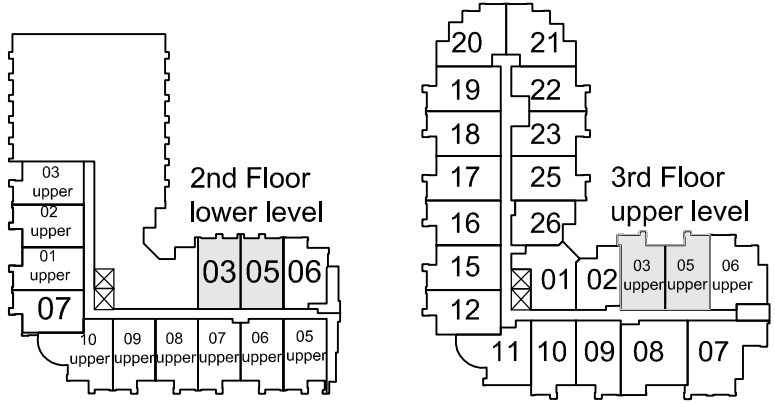 03
upper
02
upper
01
upper
07
2nd Floor
lower level
03
05
06
10
upper
09
upper
08
upper
07
upper
06
upper
05
upper
20
21
19
22
18
23
17
25
16
26
15
12
3rd Floor
upper level
01
02
03
upper
05
upper
06
upper
11
10
09
08
07